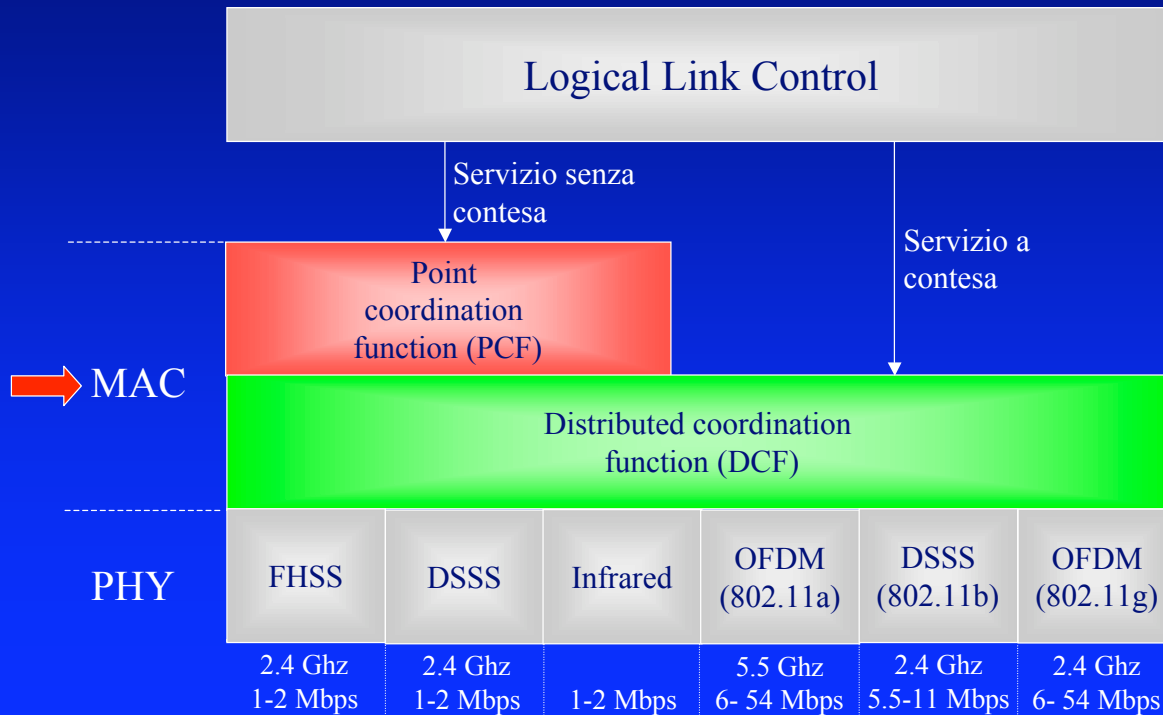 Logical Link Control
Servizio senza
contesa
Servizio a
contesa
Point
coordination
function (PCF)
MAC
Distributed coordination
function (DCF)
PHY
FHSS
DSSS
Infrared
OFDM
(802.11a)
DSSS
(802.11b)
OFDM
(802.11g)
2.4 Ghz
1-2 Mbps
2.4 Ghz
1-2 Mbps
1-2 Mbps
5.5 Ghz
6- 54 Mbps
2.4 Ghz
5.5-11 Mbps
2.4 Ghz
6- 54 Mbps